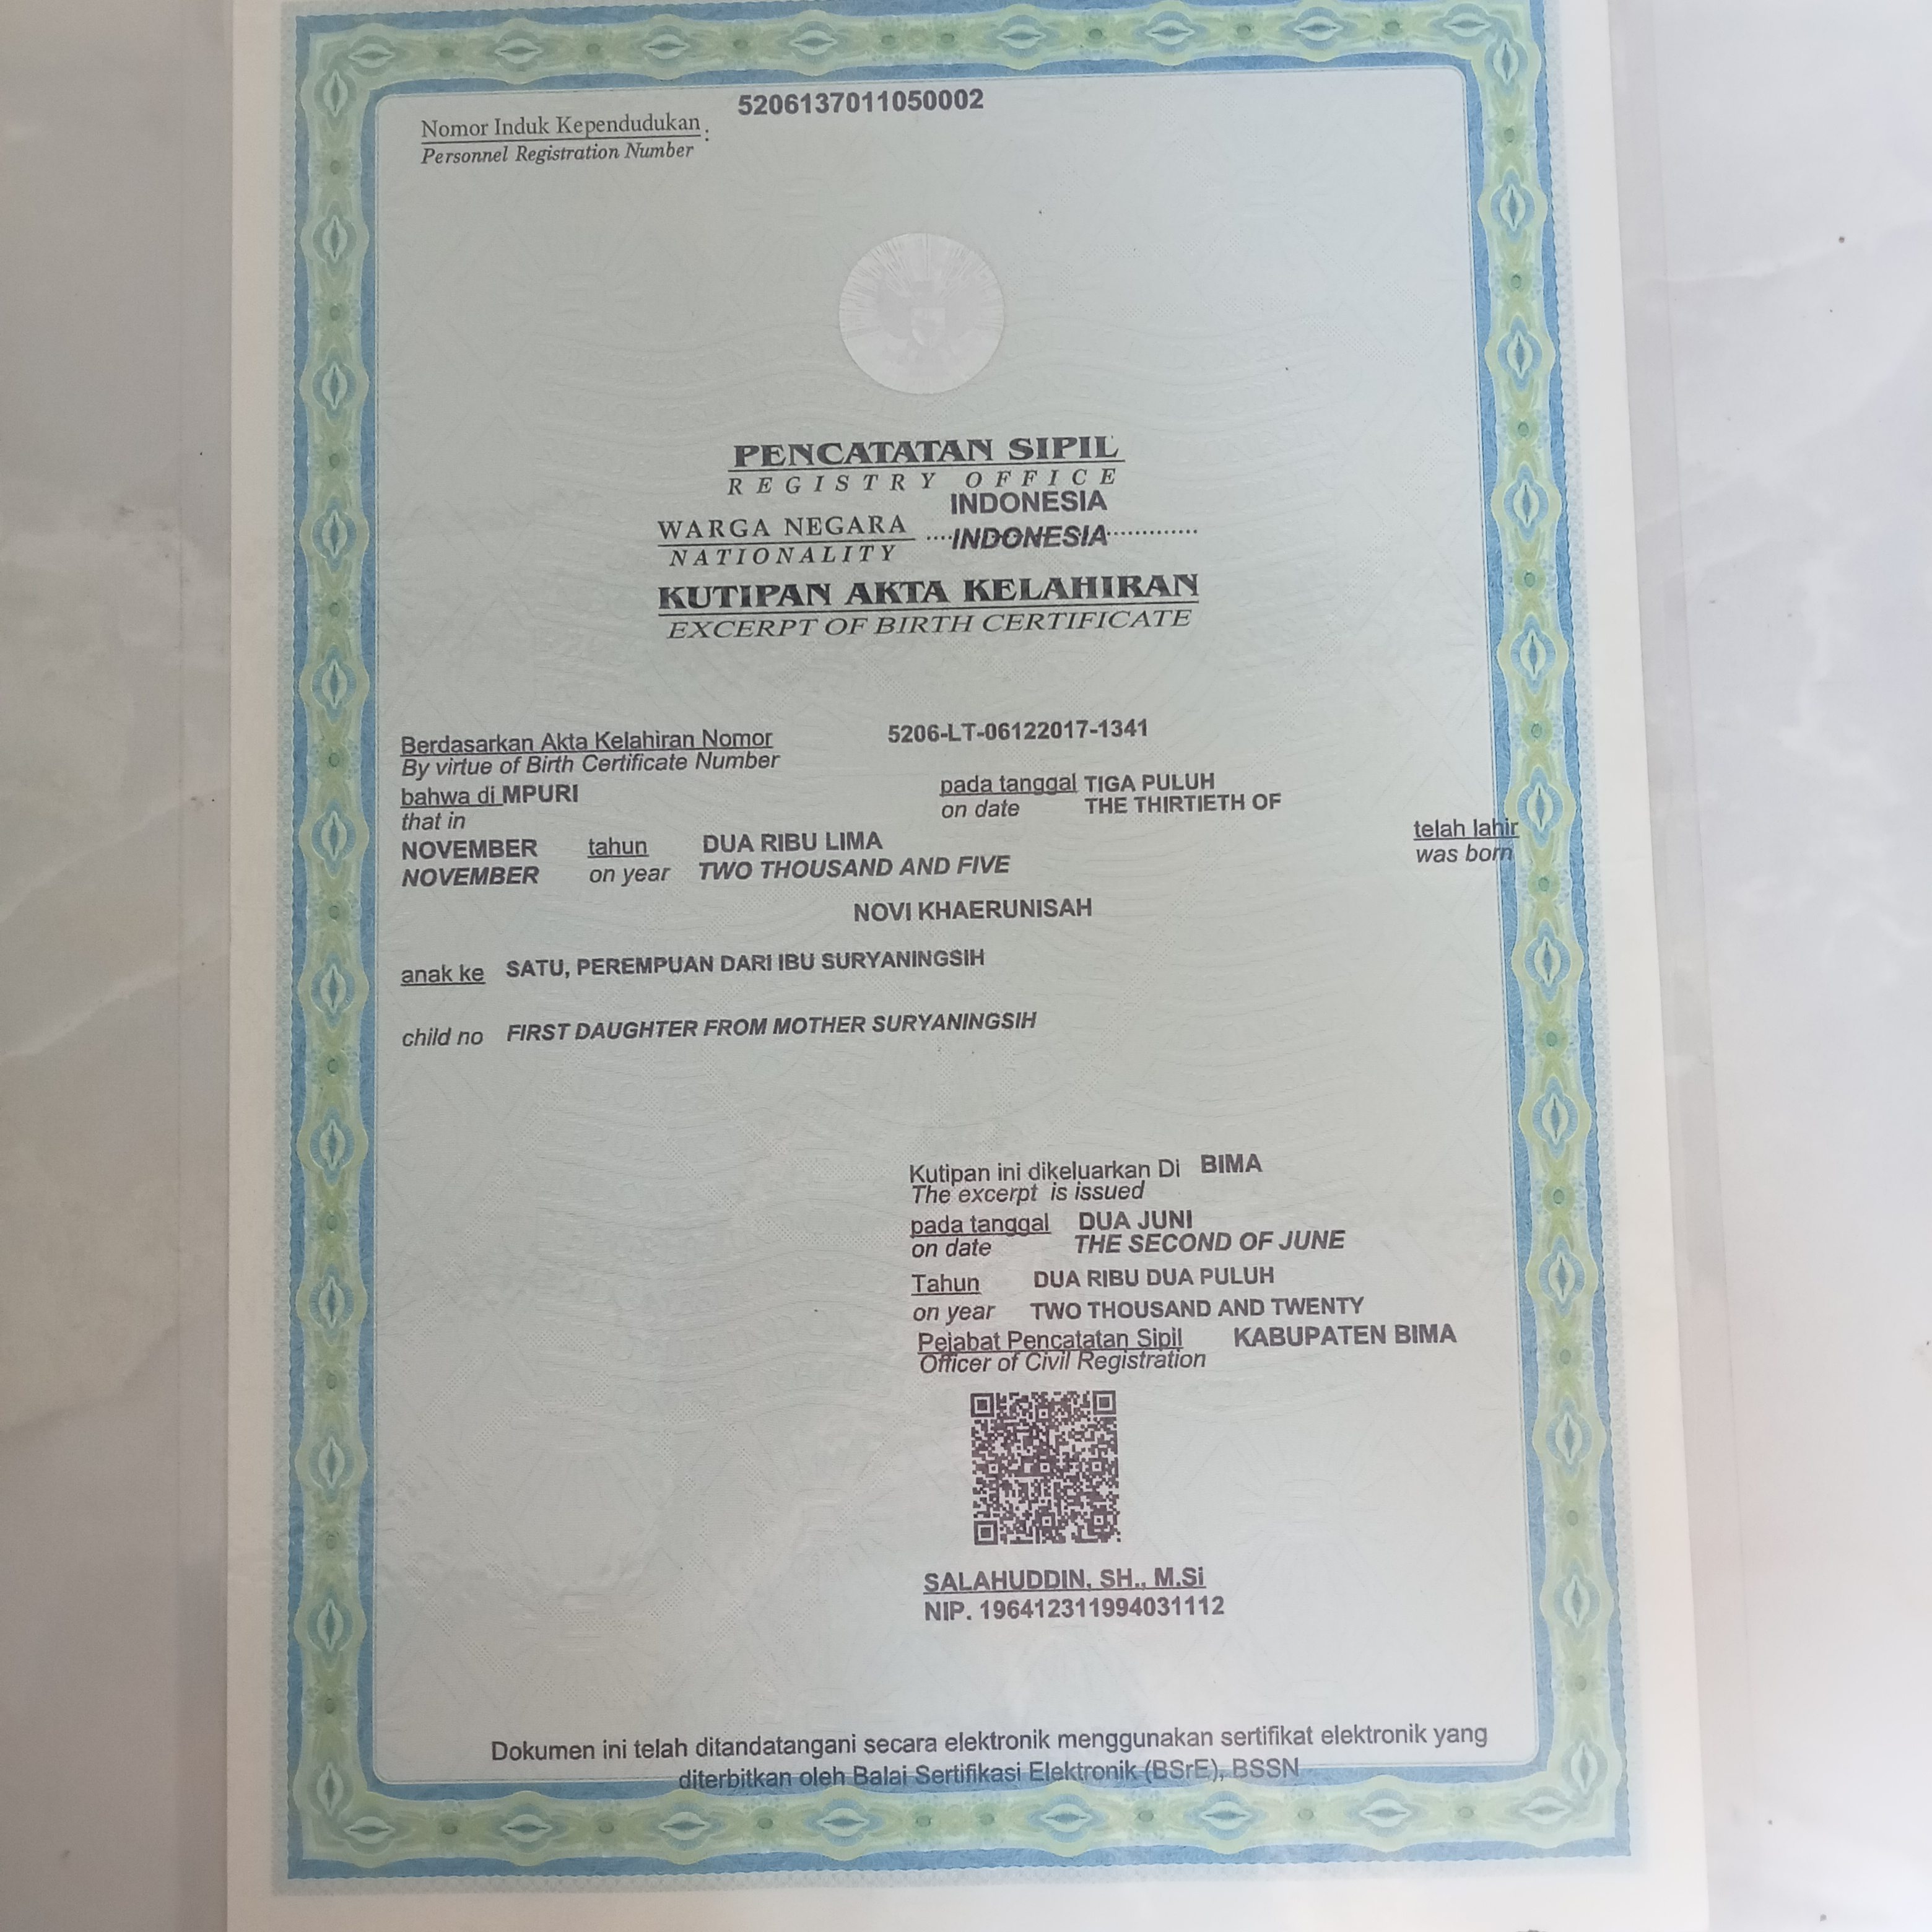 5206137011050002
Nomor Induk Kependudukan :
Personnel Registration Number
PENCATATAN SIPIL
REGISTRY OFFICE
INDONESIA
WARGA NEGARA
....INDONESIA.............
NATIONALITY
KUTIPAN AKTA KELAHIRAN
EXCERPT OF BIRTH CERTIFICATE
Berdasarkan Akta Kelahiran Nomor 5206-LT-06122017-1341
By virtue of Birth Certificate Number
bahwa di MPURI pada tanggal TIGA PULUH
that in on date THE THIRTIETH OF
telah lahir
was born
NOVEMBER tahun DUA RIBU LIMA
NOVEMBER on year TWO THOUSAND AND FIVE
NOVI KHAERUNISAH
anak ke SATU, PEREMPUAN DARI IBU SURYANINGSIH
child no FIRST DAUGHTER FROM MOTHER SURYANINGSIH
Kutipan ini dikeluarkan Di BIMA
The excerpt is issued
pada tanggal DUA JUNI
on date THE SECOND OF JUNE
Tahun DUA RIBU DUA PULUH
on year TWO THOUSAND AND TWENTY
Pejabat Pencatatan Sipil KABUPATEN BIMA
Officer of Civil Registration
SALAHUDDIN, SH., M.Si
NIP. 196412311994031112
Dokumen ini telah ditandatangani secara elektronik menggunakan sertifikat elektronik yang
diterbitkan oleh Balai Sertifikasi Elektronik (BSrE), BSSN